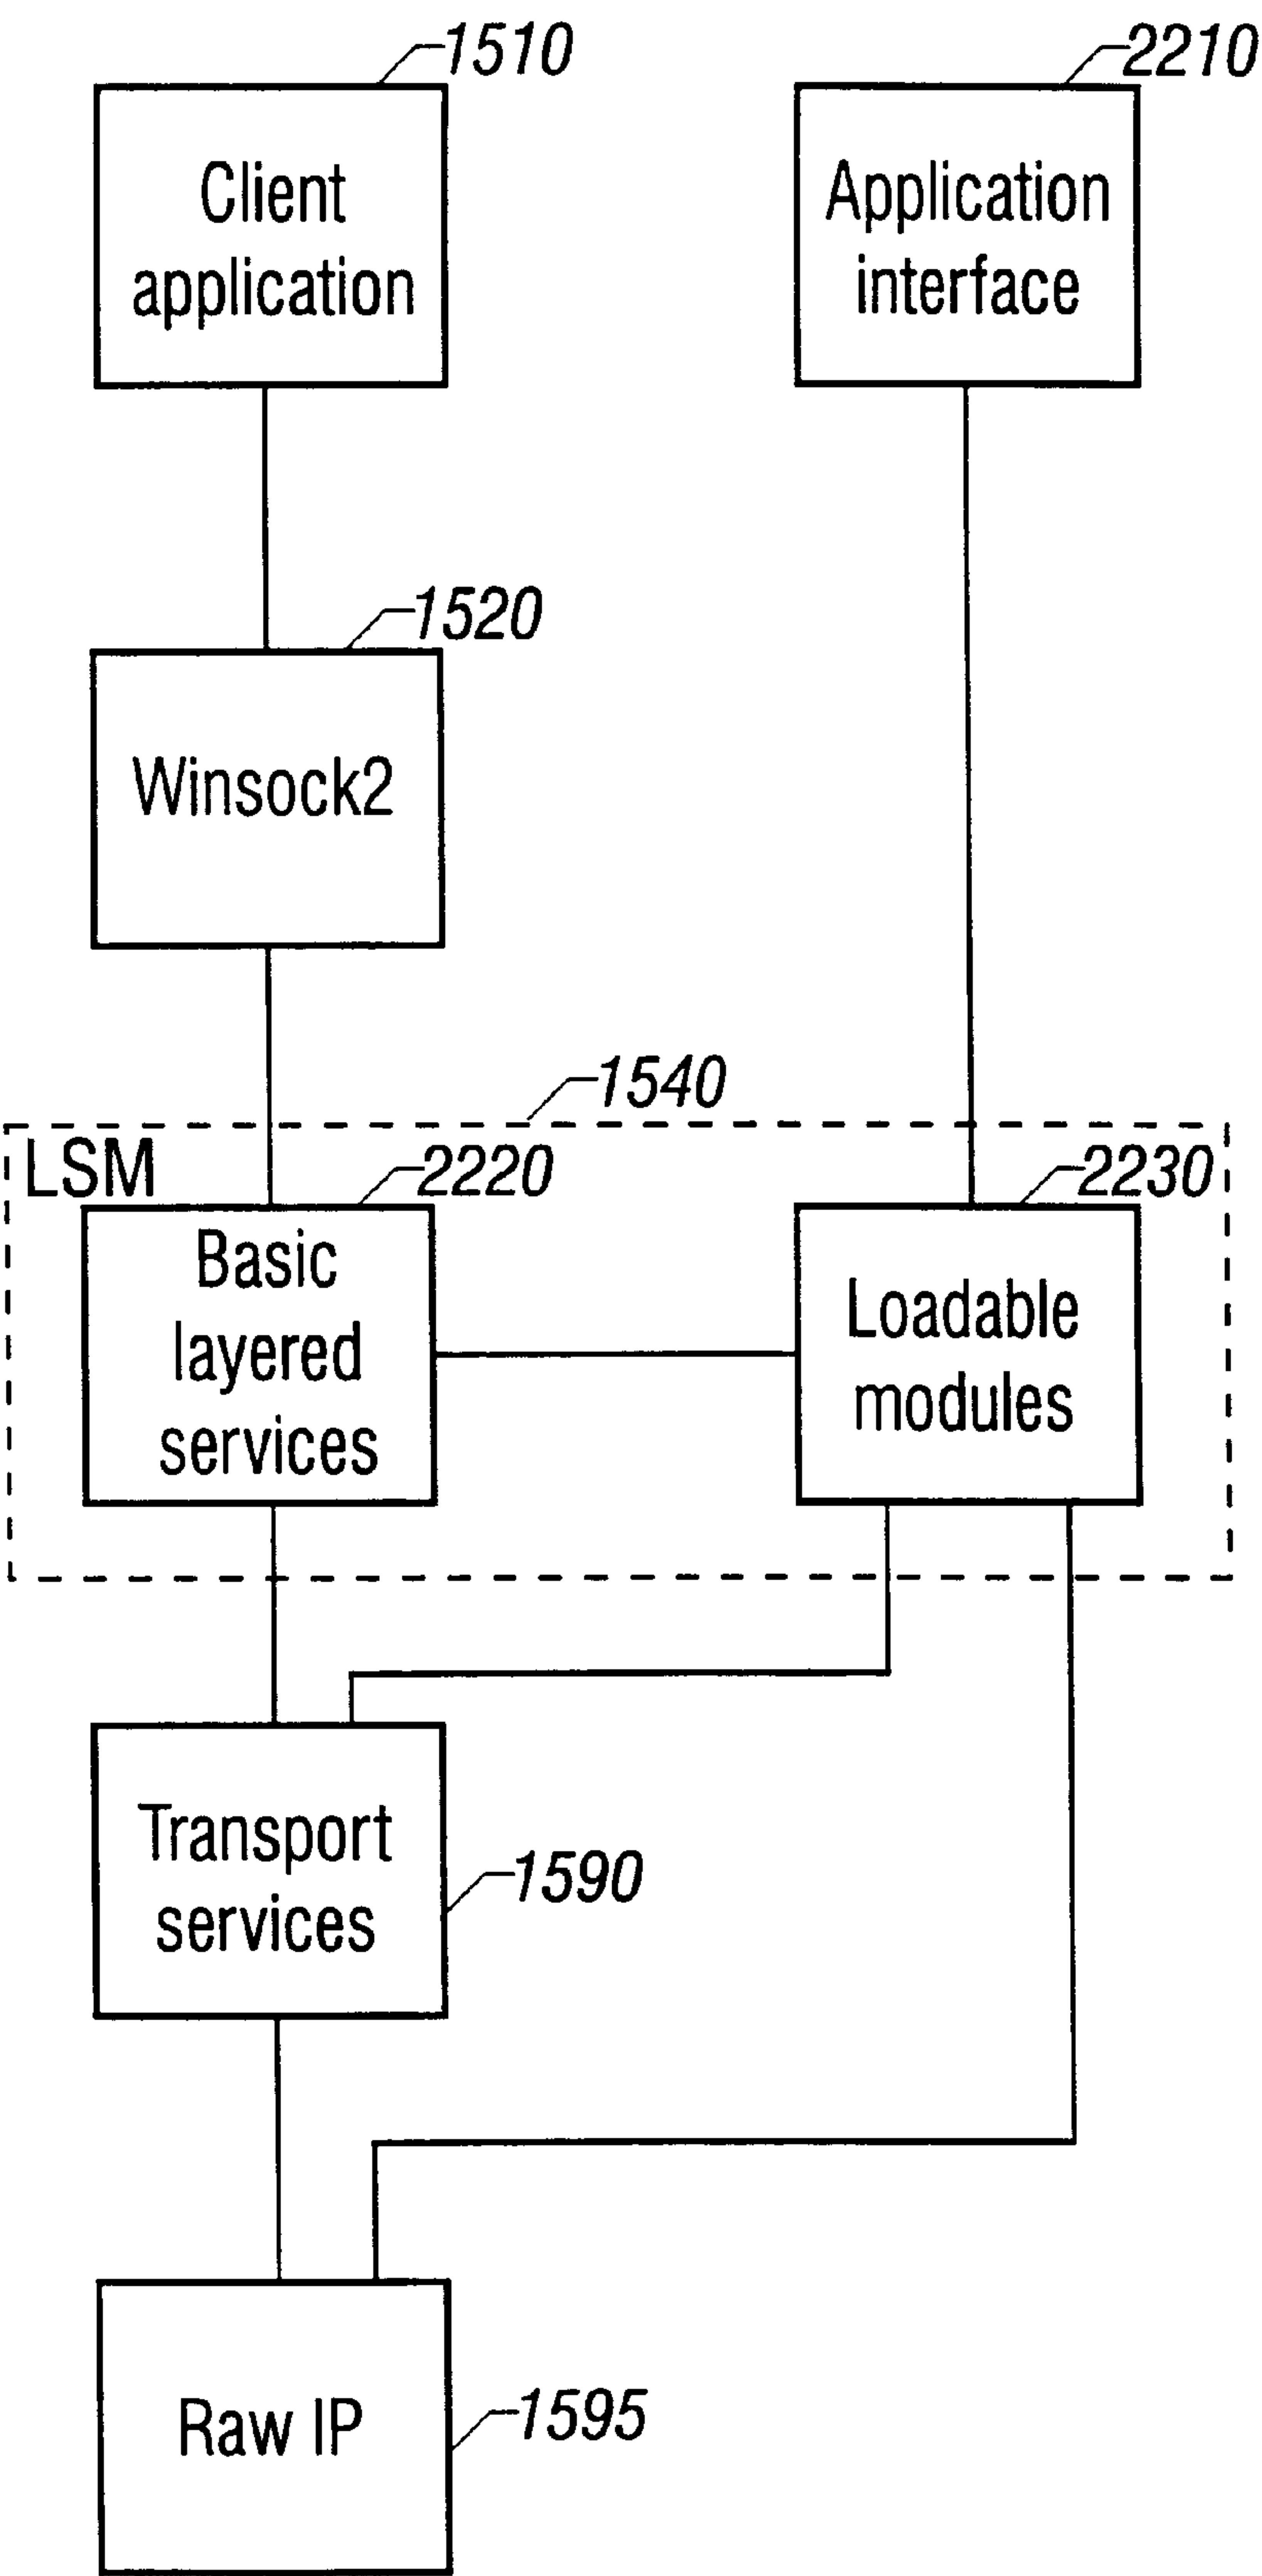 1510
2210
Client
application
Application
interface
1520
Winsock2
1540
LSM
2220
2230
Basic
layered
services
Loadable
modules
Transport
services
1590
Raw IP
1595